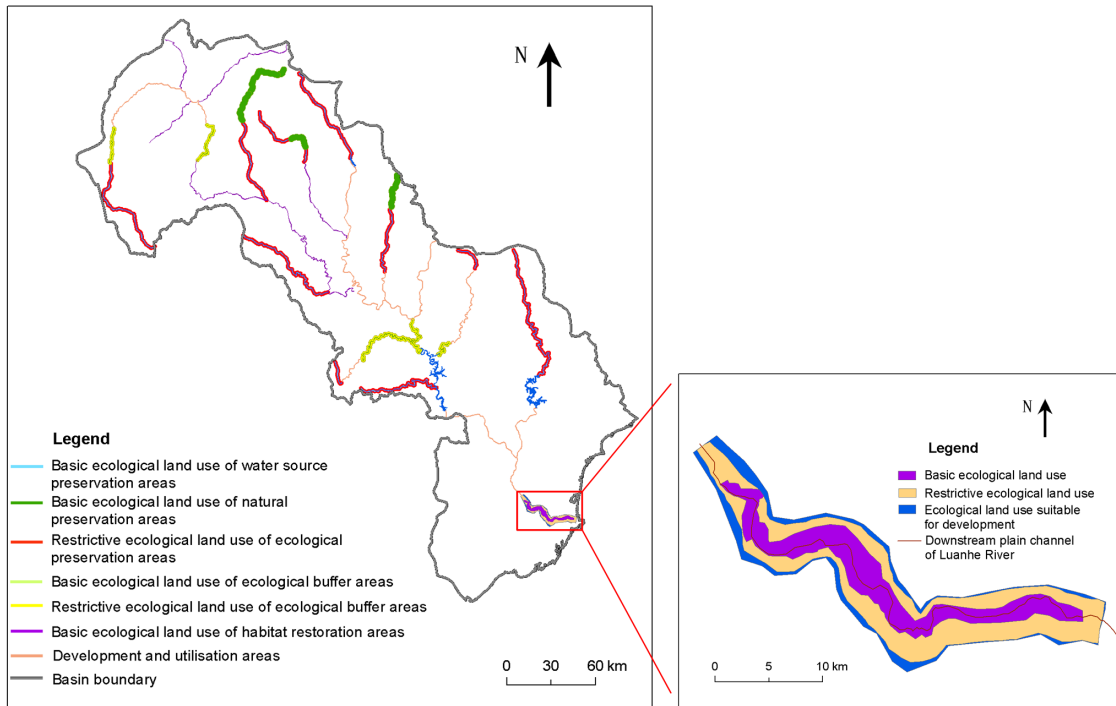 N
Legend
Basic ecological land use of water source
preservation areas
Basic ecological land use of natural
preservation areas
Restrictive ecological land use of ecological
preservation areas
Basic ecological land use of ecological buffer areas
Restrictive ecological land use of ecological buffer areas
Basic ecological land use of habitat restoration areas
Development and utilisation areas
Basin boundary
0 30 60 km
N
Legend
Basic ecological land use
Restrictive ecological land use
Ecological land use suitable
for development
Downstream plain channel
of Luanhe River
0 5 10 km